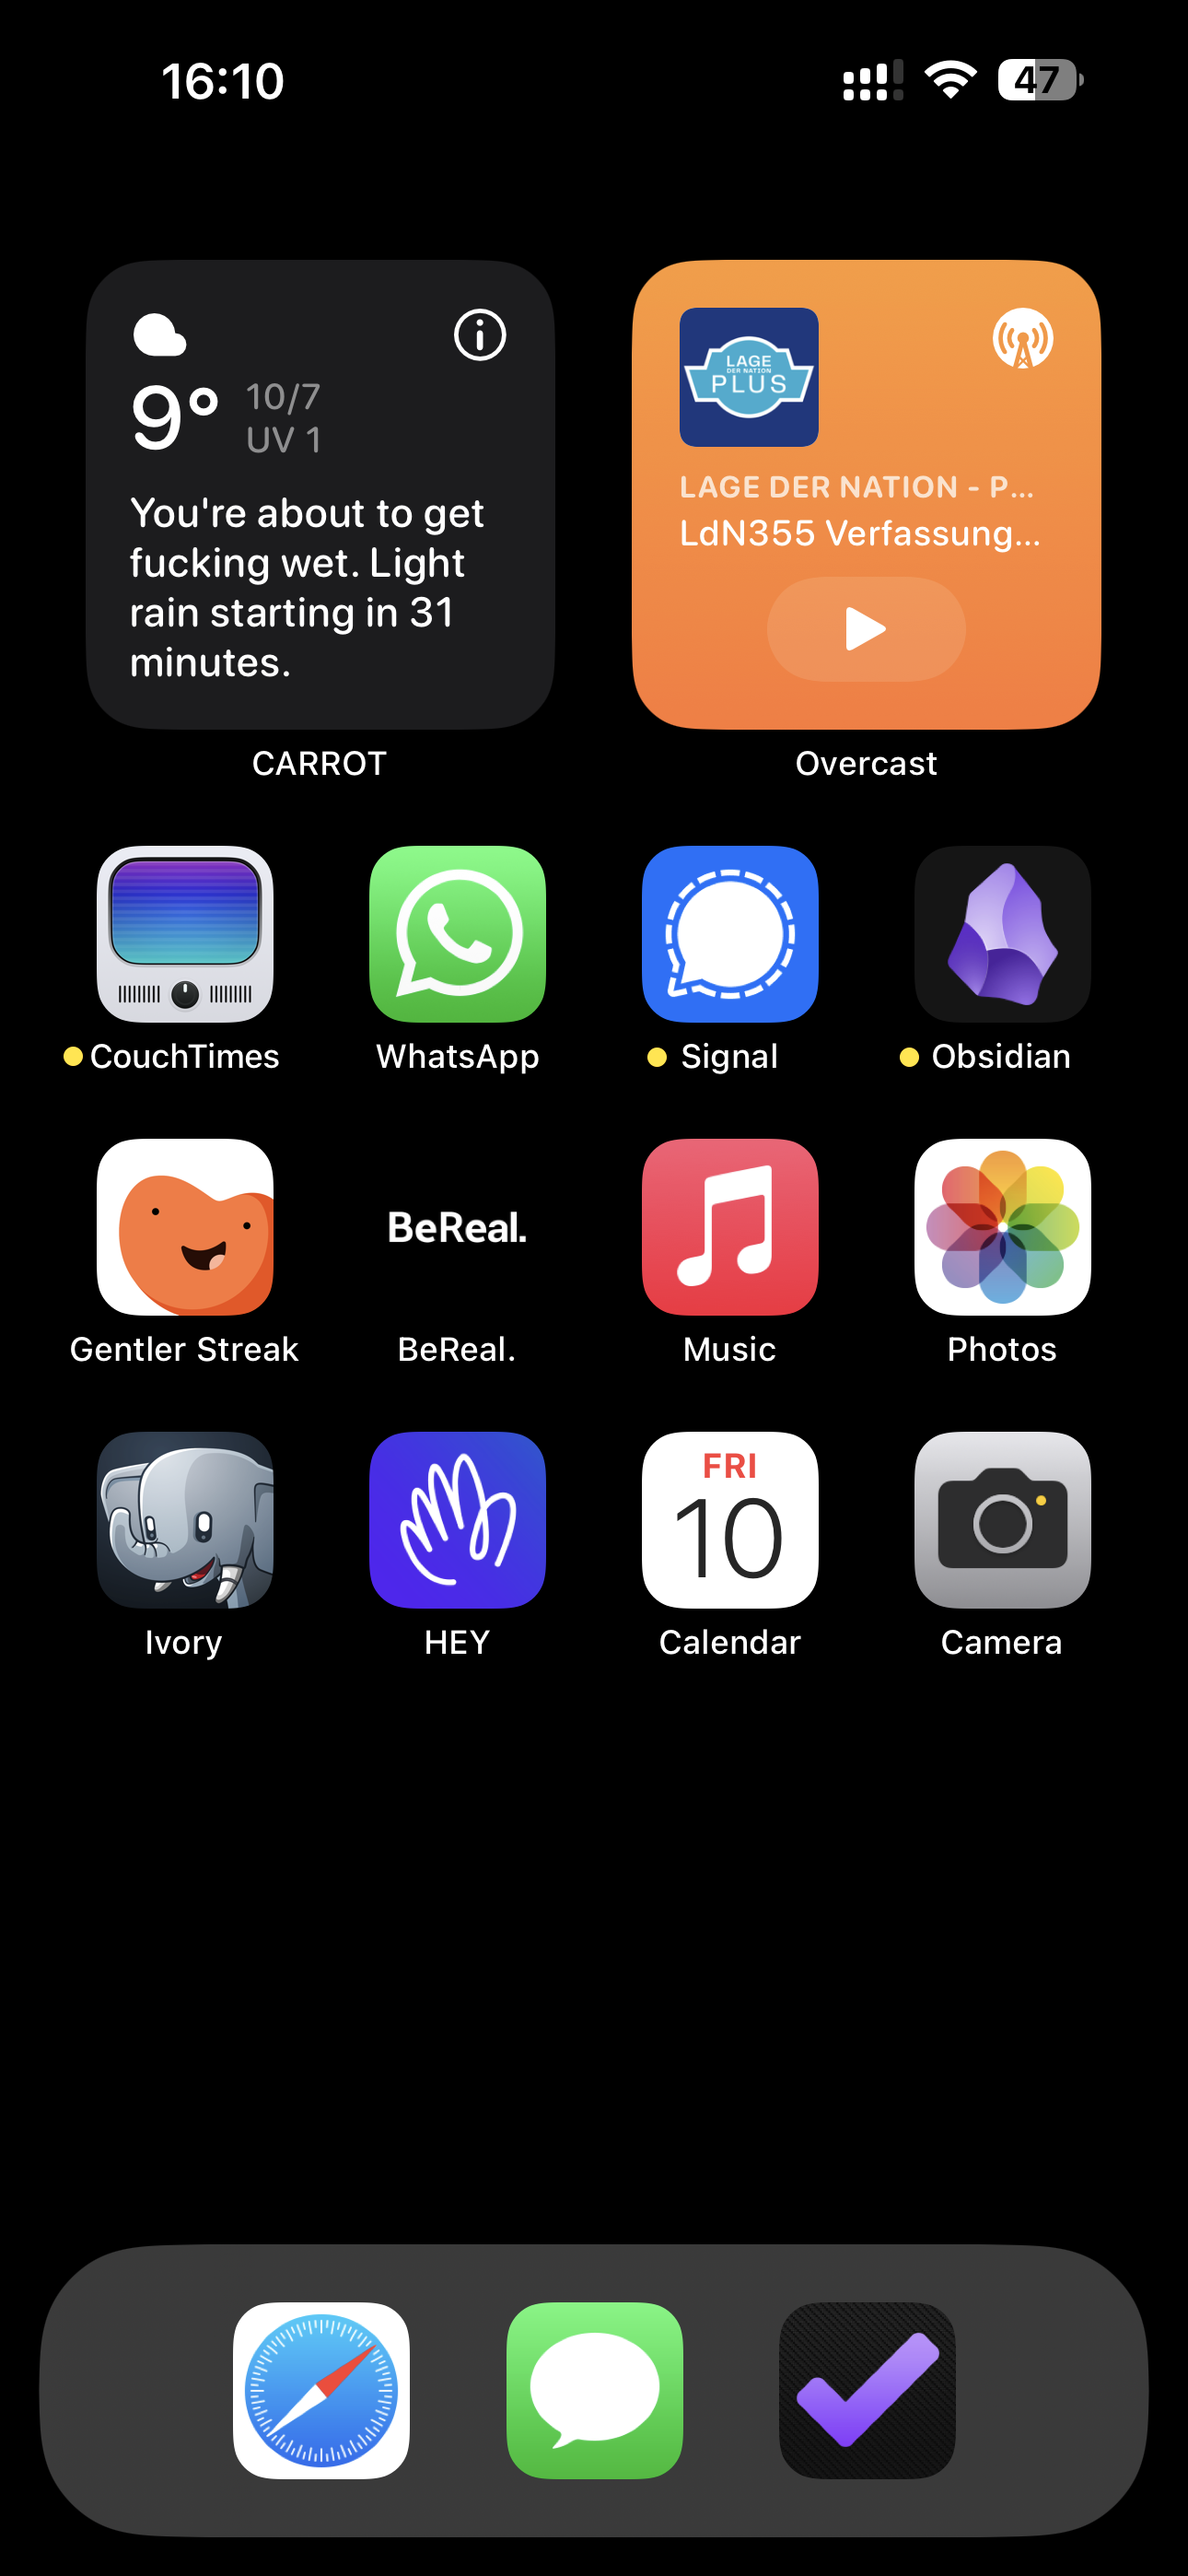 16:10
47
9°
10/7
UV 1
You're about to get
fucking wet. Light
rain starting in 31
minutes.
CARROT
LAGE
DER NATION
PLUS
LAGE DER NATION - P...
LdN355 Verfassung...
Overcast
CouchTimes
WhatsApp
Signal
Obsidian
Gentler Streak
BeReal.
BeReal.
Music
Photos
Ivory
HEY
FRI
10
Calendar
Camera